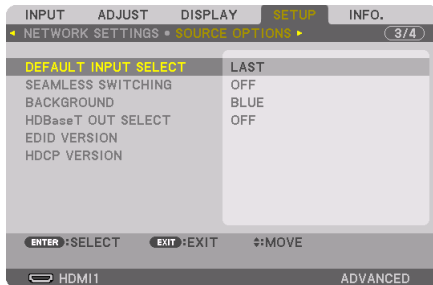 INPUT ADJUST DISPLAY SETUP INFO.
NETWORK SETTINGS • SOURCE OPTIONS 3/4
DEFAULT INPUT SELECT LAST
SEAMLESS SWITCHING OFF
BACKGROUND BLUE
HDBaseT OUT SELECT OFF
EDID VERSION
HDCP VERSION
ENTER :SELECT EXIT :EXIT :MOVE
HDMI1 ADVANCED